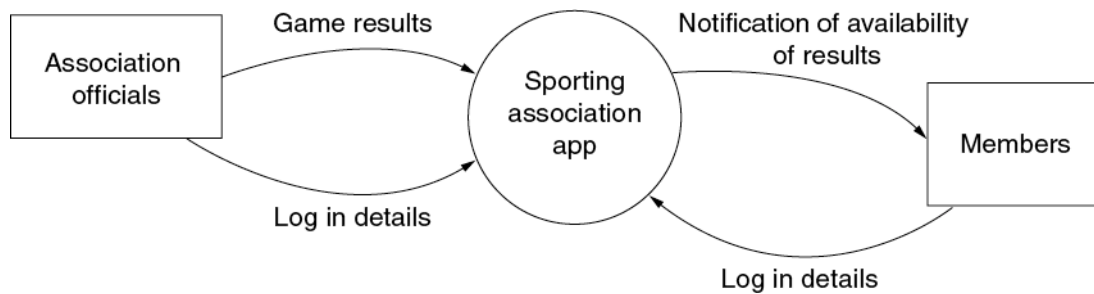 Game results
Association
officials
Log in details
Sporting
association
app
Notification of availability
of results
Members
Log in details